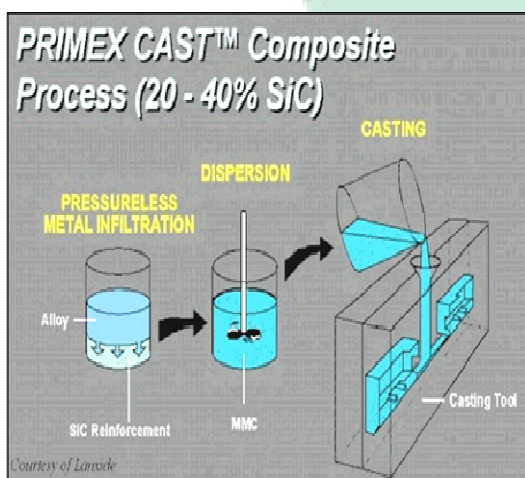 PRIMEX CAST™ Composite
Process (20 - 40% SiC)
CASTING
DISPERSION
PRESSURELESS
METAL INFILTRATION
Alloy
SiC Reinforcement
MMC
Casting Tool
Courtesy of Lanxide